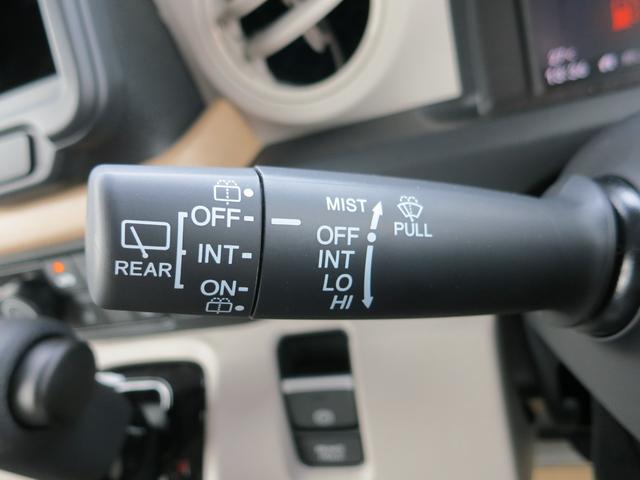 OFF
INT
ON
REAR
MIST
OFF
INT
LO
HI
PULL